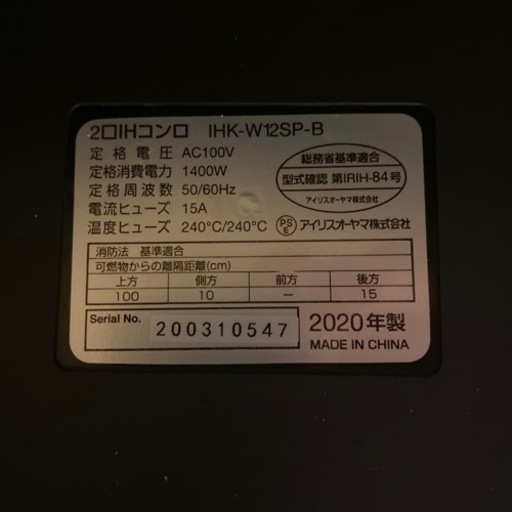 2口IHコンロ IHK-W12SP-B
定格電圧 AC100V
定格消費電力 1400W
定格周波数 50/60Hz
電流ヒューズ 15A
温度ヒューズ 240℃/240℃
総務省基準適合
型式確認 第IRIH-84号
アイリスオーヤマ株式会社
PS
E
アイリスオーヤマ株式会社
消防法 基準適合
可燃物からの離隔距離(cm)
上方 側方 前方 後方
100 10 ― 15
Serial No. 200310547
2020年製
MADE IN CHINA